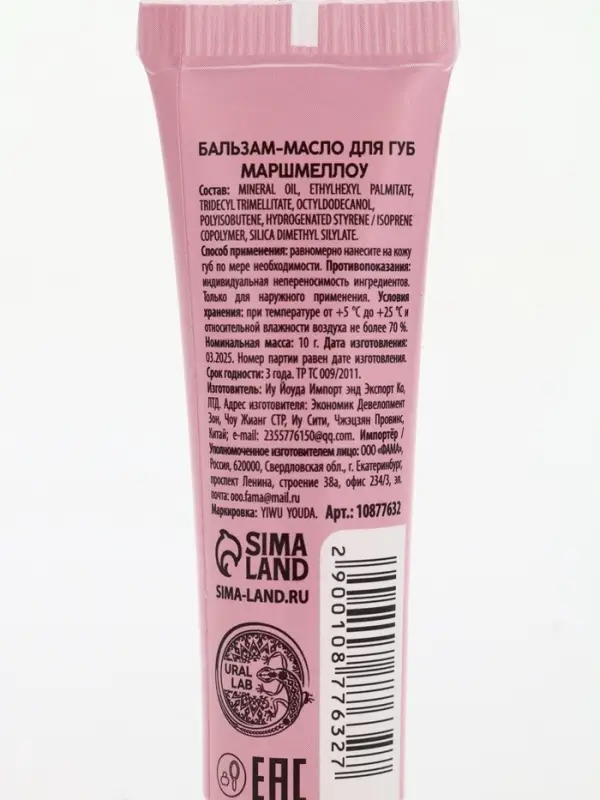 БАЛЬЗАМ-МАСЛО ДЛЯ ГУБ
МАРШМЕЛЛОУ
Состав: MINERAL OIL, ETHYLHEXYL PALMITATE,
TRIDECYL TRIMELLITATE, OCTYLDODECANOL,
POLYISOBUTENE, HYDROGENATED STYRENE / ISOPRENE
COPOLYMER, SILICA DIMETHYL SILYLATE.
Способ применения: равномерно нанесите на кожу
губ по мере необходимости. Противопоказания:
индивидуальная непереносимость ингредиентов.
Только для наружного применения. Условия
хранения: при температуре от +5 °С до +25 °С и
относительной влажности воздуха не более 70 %.
Номинальная масса: 10 г. Дата изготовления:
03.2025. Номер партии равен дате изготовления.
Срок годности: 3 года. ТР ТС 009/2011.
Изготовитель: Иу Йоуда Импорт энд Экспорт Ко,
ЛТД. Адрес изготовителя: Экономик Девелопмент
Зон, Чоу Жианг СТР, Иу Сити, Чжэцзян Провинс,
Китай; e-mail: 2355776150@qq.com. Импортёр /
Уполномоченное изготовителем лицо: ООО «ФАМА»,
Россия, 620000, Свердловская обл., г. Екатеринбург,
проспект Ленина, строение 38а, офис 234/3, эл.
почта: ooo.fama@mail.ru
Маркировка: YIWU YOUDA. Арт.: 10877632
SIMA
LAND
SIMA-LAND.RU
URAL
LAB
EAC
2900108776327